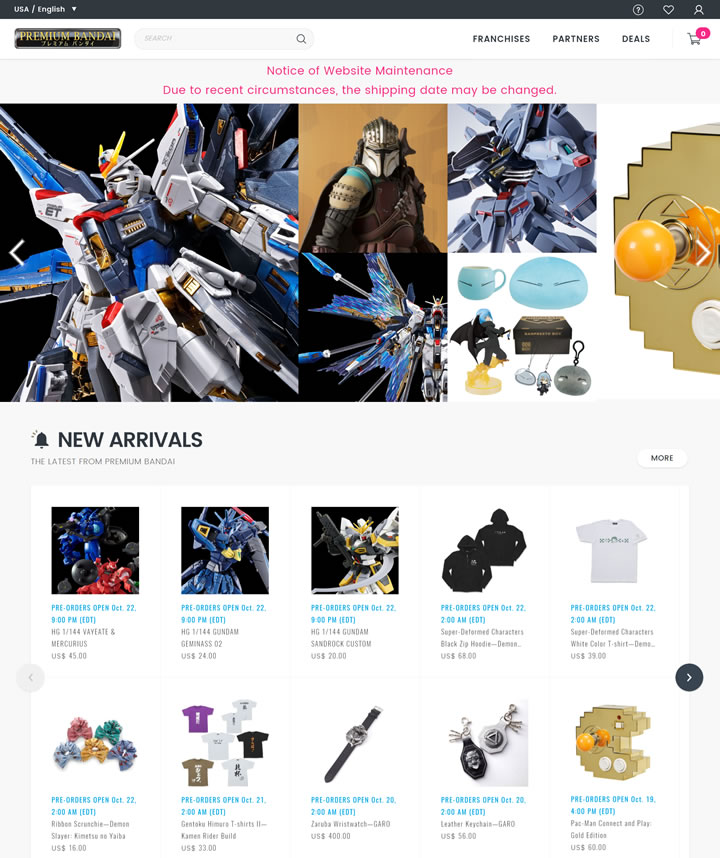 USA / English ▼
PREMIUM BANDAI
プレミアム バンダイ
SEARCH
FRANCHISES PARTNERS DEALS
0
Notice of Website Maintenance
Due to recent circumstances, the shipping date may be changed.
NEW ARRIVALS
THE LATEST FROM PREMIUM BANDAI
MORE
PRE-ORDERS OPEN Oct. 22,
9:00 PM (EDT)
HG 1/144 VAYEATE &
MERCURIUS
US$ 45.00
PRE-ORDERS OPEN Oct. 22,
9:00 PM (EDT)
HG 1/144 GUNDAM
GEMINASS 02
US$ 24.00
PRE-ORDERS OPEN Oct. 22,
9:00 PM (EDT)
HG 1/144 GUNDAM
SANDROCK CUSTOM
US$ 20.00
PRE-ORDERS OPEN Oct. 22,
2:00 AM (EDT)
Super-Deformed Characters
Black Zip Hoodie—Demon…
US$ 68.00
PRE-ORDERS OPEN Oct. 22,
2:00 AM (EDT)
Super-Deformed Characters
White Color T-shirt—Demo…
US$ 39.00
PRE-ORDERS OPEN Oct. 22,
2:00 AM (EDT)
Ribbon Scrunchie—Demon
Slayer: Kimetsu no Yaiba
US$ 16.00
PRE-ORDERS OPEN Oct. 21,
2:00 AM (EDT)
Gentoku Himuro T-shirts II—
Kamen Rider Build
US$ 33.00
PRE-ORDERS OPEN Oct. 20,
2:00 AM (EDT)
Zaruba Wristwatch—GARO
US$ 400.00
PRE-ORDERS OPEN Oct. 20,
2:00 AM (EDT)
Leather Keychain—GARO
US$ 56.00
PRE-ORDERS OPEN Oct. 19,
4:00 PM (EDT)
Pac-Man Connect and Play:
Gold Edition
US$ 60.00